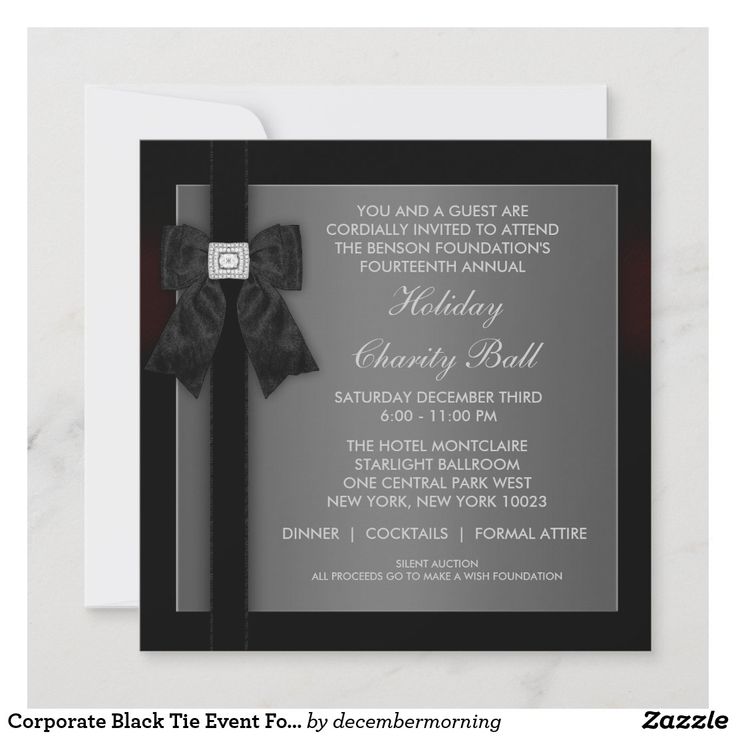 YOU AND A GUEST ARE
CORDIALLY INVITED TO ATTEND
THE BENSON FOUNDATION'S
FOURTEENTH ANNUAL
Holiday
Charity Ball
SATURDAY DECEMBER THIRD
6:00 - 11:00 PM
THE HOTEL MONTCLAIRE
STARLIGHT BALLROOM
ONE CENTRAL PARK WEST
NEW YORK, NEW YORK 10023
DINNER | COCKTAILS | FORMAL ATTIRE
SILENT AUCTION
ALL PROCEEDS GO TO MAKE A WISH FOUNDATION
Corporate Black Tie Event Fo... by decembermorning Zazzle